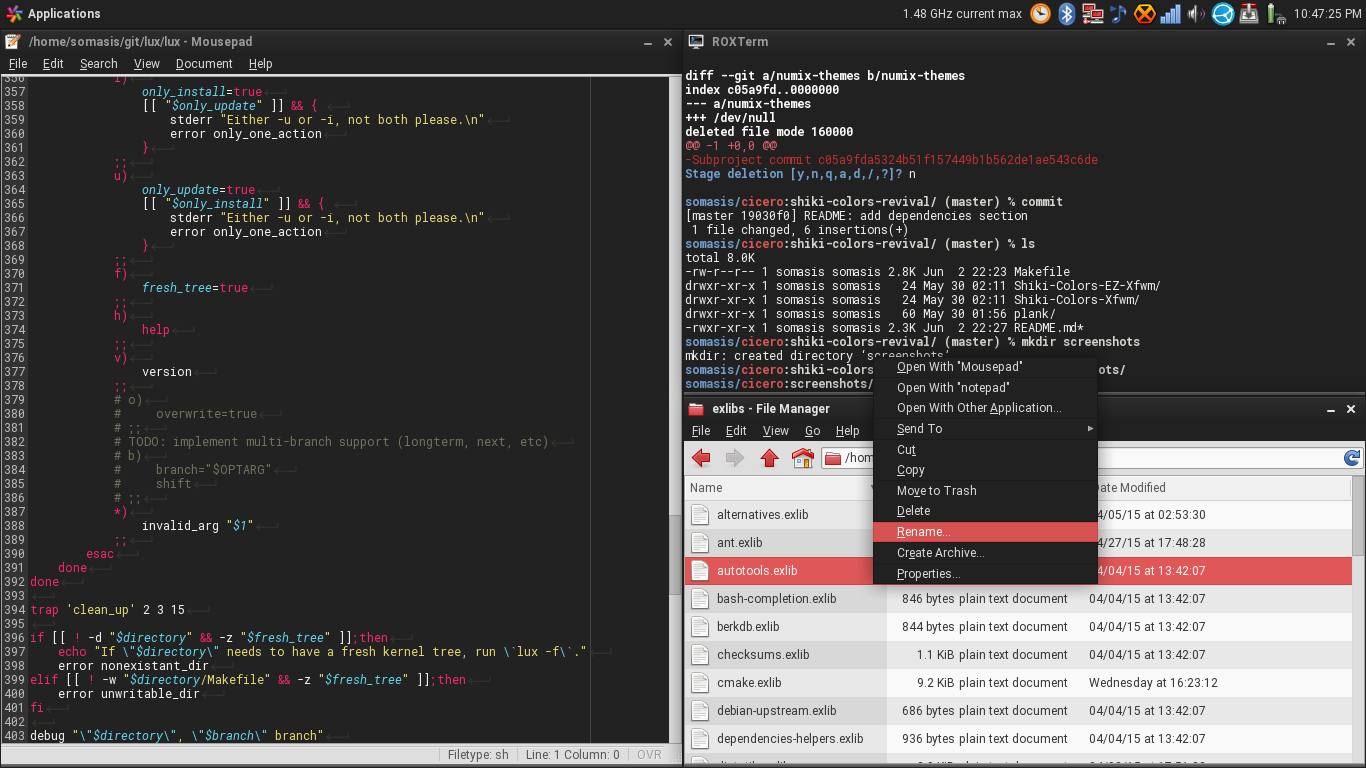 Applications
1.48 GHz current max
10:47:25 PM
/home/somasis/git/lux/lux - Mousepad
File Edit Search View Document Help
356 i)
357 only_install=true
358 [[ "$only_update" ]] && {
359 stderr "Either -u or -i, not both please.\n"
360 error only_one_action
361 }
362 ;;
363 u)
364 only_update=true
365 [[ "$only_install" ]] && {
366 stderr "Either -u or -i, not both please.\n"
367 error only_one_action
368 }
369 ;;
370 f)
371 fresh_tree=true
372 ;;
373 h)
374 help
375 ;;
376 v)
377 version
378 ;;
379 # o)
380 # overwrite=true
381 # ;;
382 # TODO: implement multi-branch support (longterm, next, etc)
383 # b)
384 # branch="$OPTARG"
385 # shift
386 # ;;
387 *)
388 invalid_arg "$1"
389 ;;
390 esac
391 done
392 done
393
394 trap 'clean_up' 2 3 15
395
396 if [[ ! -d "$directory" && -z "$fresh_tree" ]];then
397 echo "If \"$directory\" needs to have a fresh kernel tree, run \`lux -f\`."
398 error nonexistant_dir
399 elif [[ ! -w "$directory/Makefile" && -z "$fresh_tree" ]];then
400 error unwritable_dir
401 fi
402
403 debug "\"$directory\", \"$branch\" branch"
Filetype: sh Line: 1 Column: 0 OVR
ROXTerm
diff --git a/numix-themes b/numix-themes
index c05a9fd..0000000
--- a/numix-themes
+++ /dev/null
deleted file mode 160000
@@ -1 +0,0 @@
-Subproject commit c05a9fda5324b51f157449b1b562de1ae543c6de
Stage deletion [y,n,q,a,d,/,?]? n
somasis/cicero:shiki-colors-revival/ (master) % commit
[master 19030f0] README: add dependencies section
1 file changed, 6 insertions(+)
somasis/cicero:shiki-colors-revival/ (master) % ls
total 8.0K
-rw-r--r-- 1 somasis somasis 2.8K Jun 2 22:23 Makefile
drwxr-xr-x 1 somasis somasis 24 May 30 02:11 Shiki-Colors-EZ-Xfwm/
drwxr-xr-x 1 somasis somasis 24 May 30 02:11 Shiki-Colors-Xfwm/
drwxr-xr-x 1 somasis somasis 60 May 30 01:56 plank/
-rwxr-xr-x 1 somasis somasis 2.3K Jun 2 22:27 README.md*
somasis/cicero:shiki-colors-revival/ (master) % mkdir screenshots
mkdir: created directory ‘screenshots’
somasis/cicero:shiki-colors ots/
somasis/cicero:screenshots/
exlibs - File Manager
File Edit View Go Help
/hom
Name Date Modified
alternatives.exlib 4/05/15 at 02:53:30
ant.exlib 4/27/15 at 17:48:28
autotools.exlib 4/04/15 at 13:42:07
bash-completion.exlib 846 bytes plain text document 04/04/15 at 13:42:07
berkdb.exlib 844 bytes plain text document 04/04/15 at 13:42:07
checksums.exlib 1.1 KiB plain text document 04/04/15 at 13:42:07
cmake.exlib 9.2 KiB plain text document Wednesday at 16:23:12
debian-upstream.exlib 686 bytes plain text document 04/04/15 at 13:42:07
dependencies-helpers.exlib 936 bytes plain text document 04/04/15 at 13:42:07
Open With "Mousepad"
Open With "notepad"
Open With Other Application...
Send To
Cut
Copy
Move to Trash
Delete
Rename...
Create Archive...
Properties...